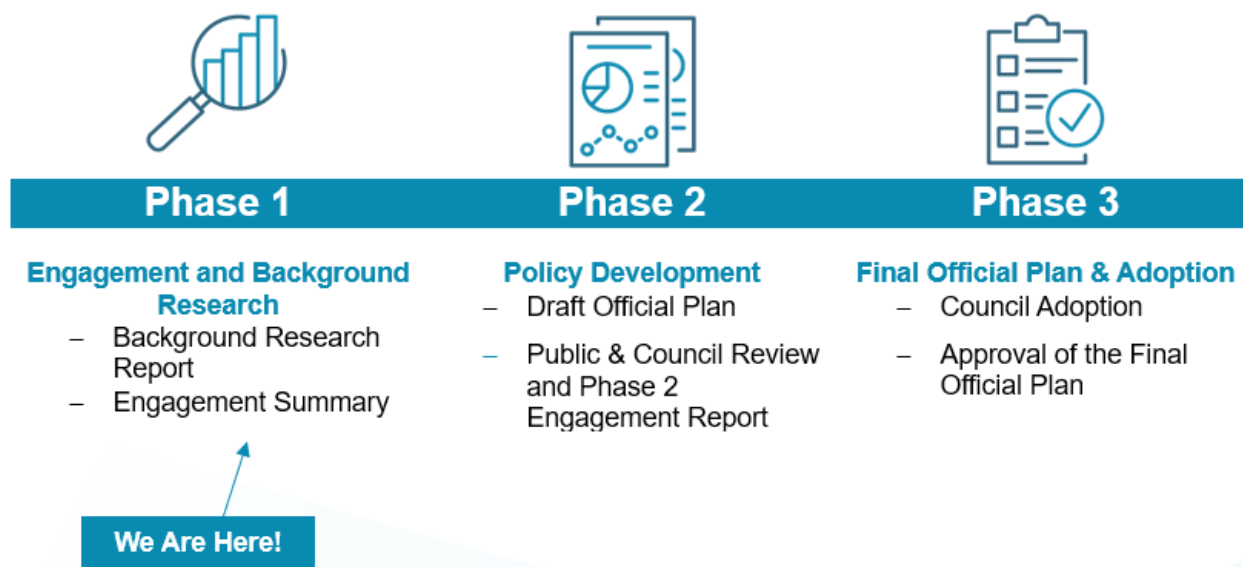 Phase 1
Phase 2
Phase 3
Engagement and Background
Research
– Background Research
Report
– Engagement Summary
Policy Development
– Draft Official Plan
– Public & Council Review
and Phase 2
Engagement Report
Final Official Plan & Adoption
– Council Adoption
– Approval of the Final
Official Plan
We Are Here!